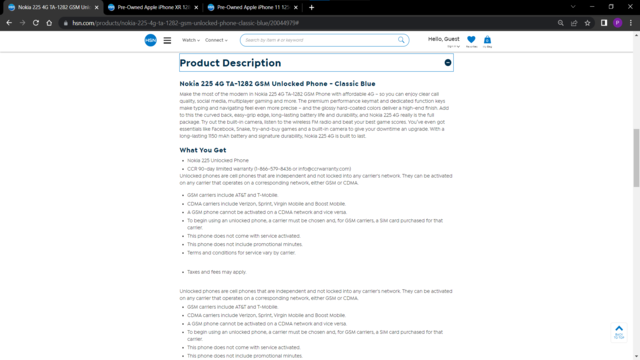 Nokia 225 4G TA-1282 GSM Unl
Pre-Owned Apple iPhone XR 128
Pre-Owned Apple iPhone 11 125
hsn.com/products/nokia-225-4g-ta-1282-gsm-unlocked-phone-classic-blue/20044979#
P
HSN
Watch
Connect
Search by item # or keyword
Hello, Guest
Product Description
Nokia 225 4G TA-1282 GSM Unlocked Phone - Classic Blue
Make the most of the modern in Nokia 225 4G TA-1282 GSM Phone with affordable 4G – so you can enjoy clear call
quality, social media, multiplayer gaming and more. The premium performance keymat and dedicated function keys
make typing and navigating feel even more precise – and the glossy hard-coated colors deliver a high-end finish. Add
to this the curved back, easy-grip edge, long-lasting battery life and durability, and Nokia 225 4G really is the full
package. Try out the built-in camera, listen to the wireless FM radio and beat your best game scores. You've even got
essentials like Facebook, Snake, try-and-buy games and a built-in camera to give your downtime an upgrade. With a
long-lasting 1150 mAh battery and signature durability, Nokia 225 4G is built to last.
What You Get
• Nokia 225 Unlocked Phone
• CCR 90-day limited warranty (1-866-579-8436 or info@ccrwarranty.com)
Unlocked phones are cell phones that are independent and not locked into any carrier's network. They can be activated
on any carrier that operates on a corresponding network, either GSM or CDMA.
• GSM carriers include AT&T and T-Mobile.
• CDMA carriers include Verizon, Sprint, Virgin Mobile and Boost Mobile.
• A GSM phone cannot be activated on a CDMA network and vice versa.
• To begin using an unlocked phone, a carrier must be chosen and, for GSM carriers, a SIM card purchased for that
carrier.
• This phone does not come with service activated.
• This phone does not include promotional minutes.
• Terms and conditions for service vary by carrier.
• Taxes and fees may apply.
Unlocked phones are cell phones that are independent and not locked into any carrier's network. They can be activated
on any carrier that operates on a corresponding network, either GSM or CDMA.
• GSM carriers include AT&T and T-Mobile.
• CDMA carriers include Verizon, Sprint, Virgin Mobile and Boost Mobile.
• A GSM phone cannot be activated on a CDMA network and vice versa.
• To begin using an unlocked phone, a carrier must be chosen and, for GSM carriers, a SIM card purchased for that
carrier.
• This phone does not come with service activated.
• This phone does not include promotional minutes.
BACK
TO TOP